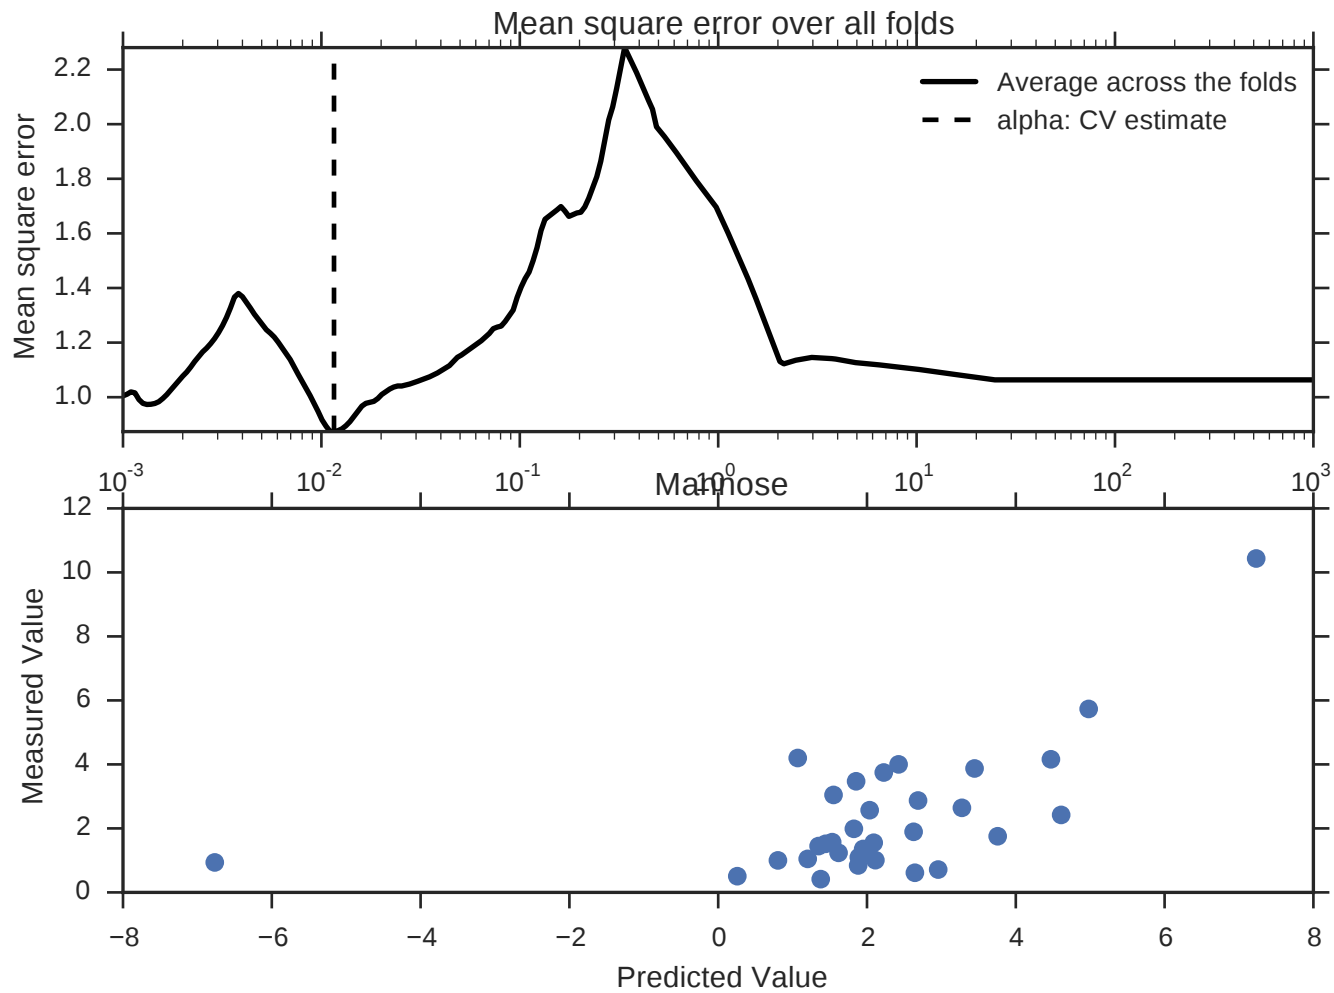 Mean square error over all folds
Mean square error
2.2
2.0
1.8
1.6
1.4
1.2
1.0
Average across the folds
alpha: CV estimate
10-3 10-2 10-1 100 101 102 103
Mannose
Measured Value
12
10
8
6
4
2
0
−8 −6 −4 −2 0 2 4 6 8
Predicted Value